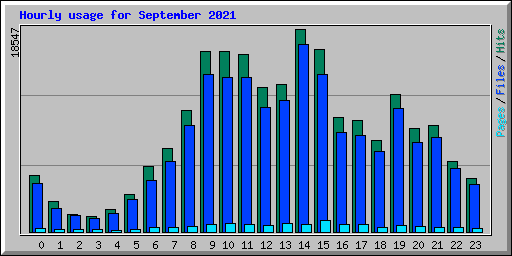 Hourly usage for September 2021
18547
Pages/Files/Hits
0 1 2 3 4 5 6 7 8 9 10 11 12 13 14 15 16 17 18 19 20 21 22 23